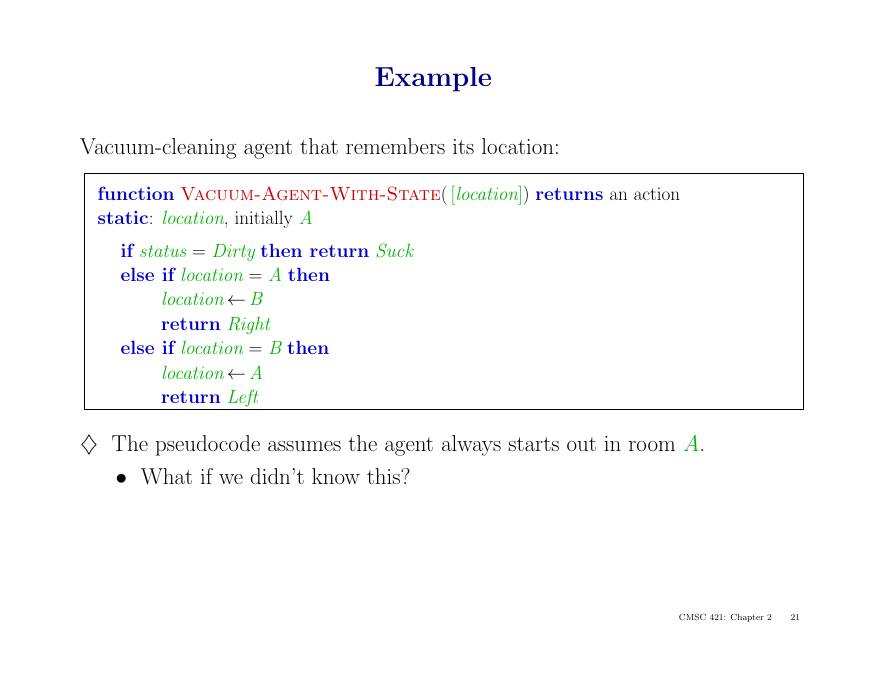 Example
Vacuum-cleaning agent that remembers its location:
function Vacuum-Agent-With-State( [location]) returns an action
static: location, initially A
if status = Dirty then return Suck
else if location = A then
location ← B
return Right
else if location = B then
location ← A
return Left
♢ The pseudocode assumes the agent always starts out in room A.
• What if we didn't know this?
CMSC 421: Chapter 2 21